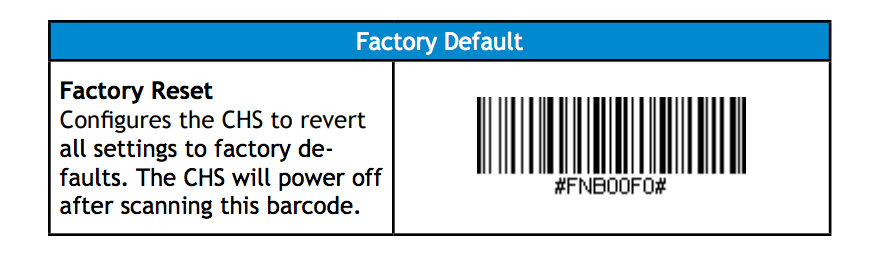 Factory Default
Factory Reset
Configures the CHS to revert
all settings to factory de-
faults. The CHS will power off
after scanning this barcode.
#FNB00F0#